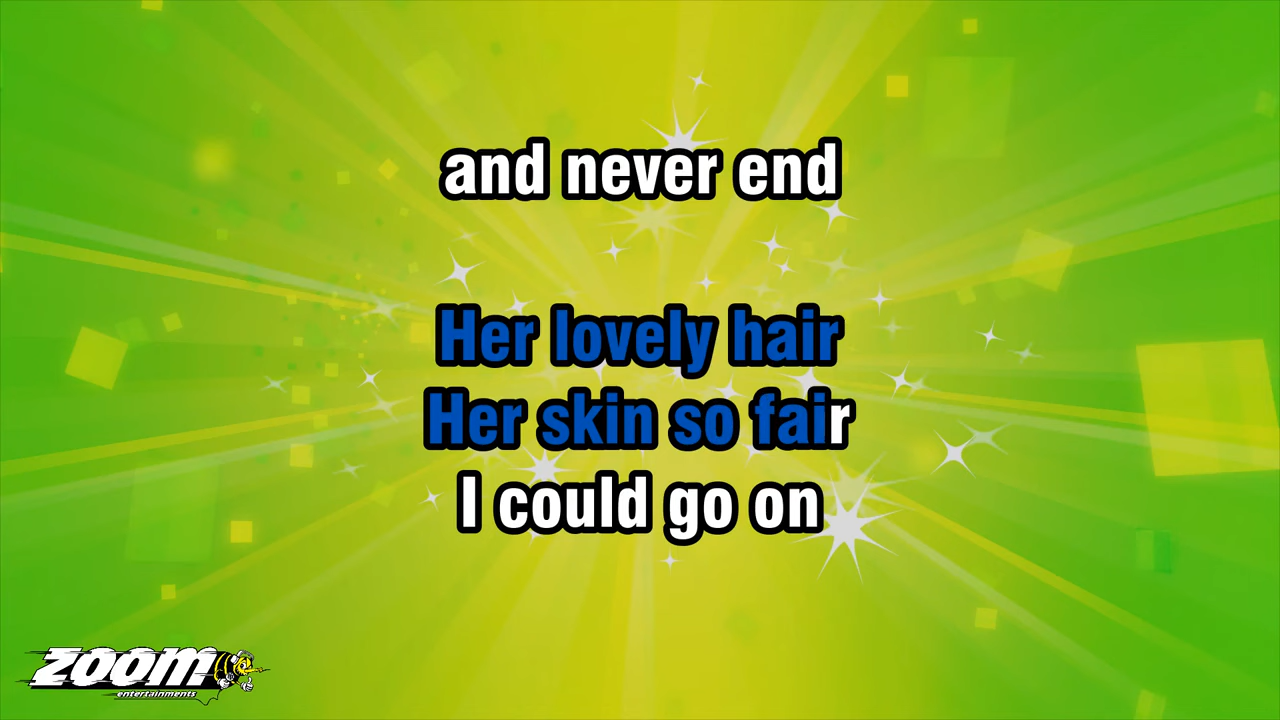 and never end
Her lovely hair
Her skin so fair
I could go on
ZOOM
entertainments